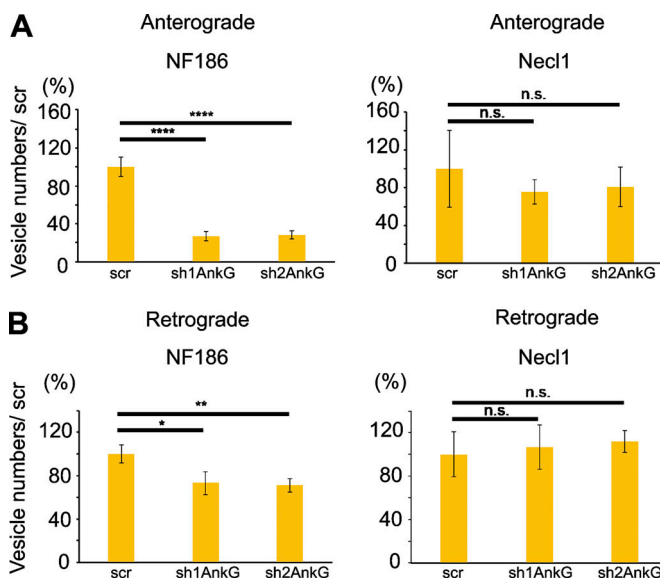 A
Anterograde
NF186
(%)
Vesicle numbers/ scr
160
120
80
40
0
****
****
scr
sh1AnkG
sh2AnkG
Anterograde
Necl1
(%)
160
120
80
40
0
n.s.
n.s.
scr
sh1AnkG
sh2AnkG
B
Retrograde
NF186
(%)
Vesicle numbers/ scr
120
80
40
0
**
*
scr
sh1AnkG
sh2AnkG
Retrograde
Necl1
(%)
160
120
80
40
0
n.s.
n.s.
scr
sh1AnkG
sh2AnkG